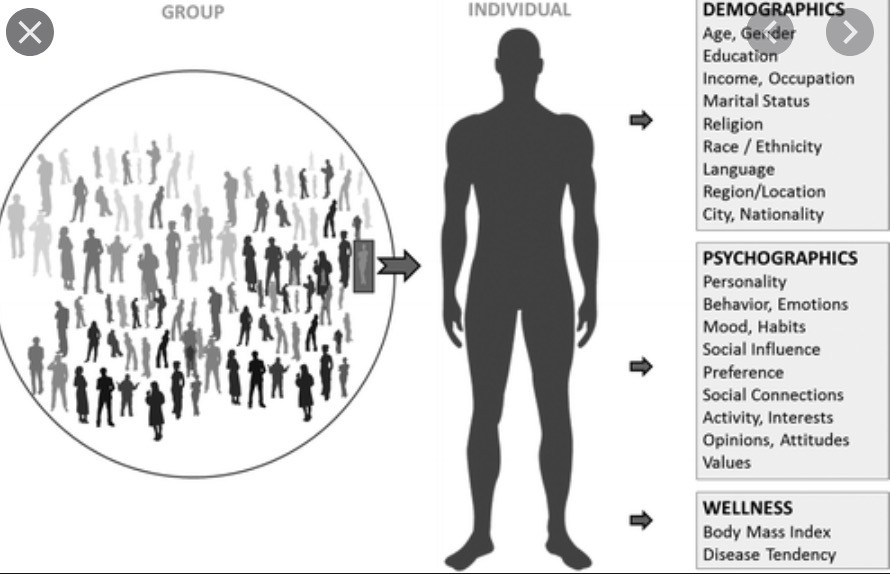 GROUP
INDIVIDUAL
DEMOGRAPHICS
Age, Gender
Education
Income, Occupation
Marital Status
Religion
Race / Ethnicity
Language
Region/Location
City, Nationality
PSYCHOGRAPHICS
Personality
Behavior, Emotions
Mood, Habits
Social Influence
Preference
Social Connections
Activity, Interests
Opinions, Attitudes
Values
WELLNESS
Body Mass Index
Disease Tendency